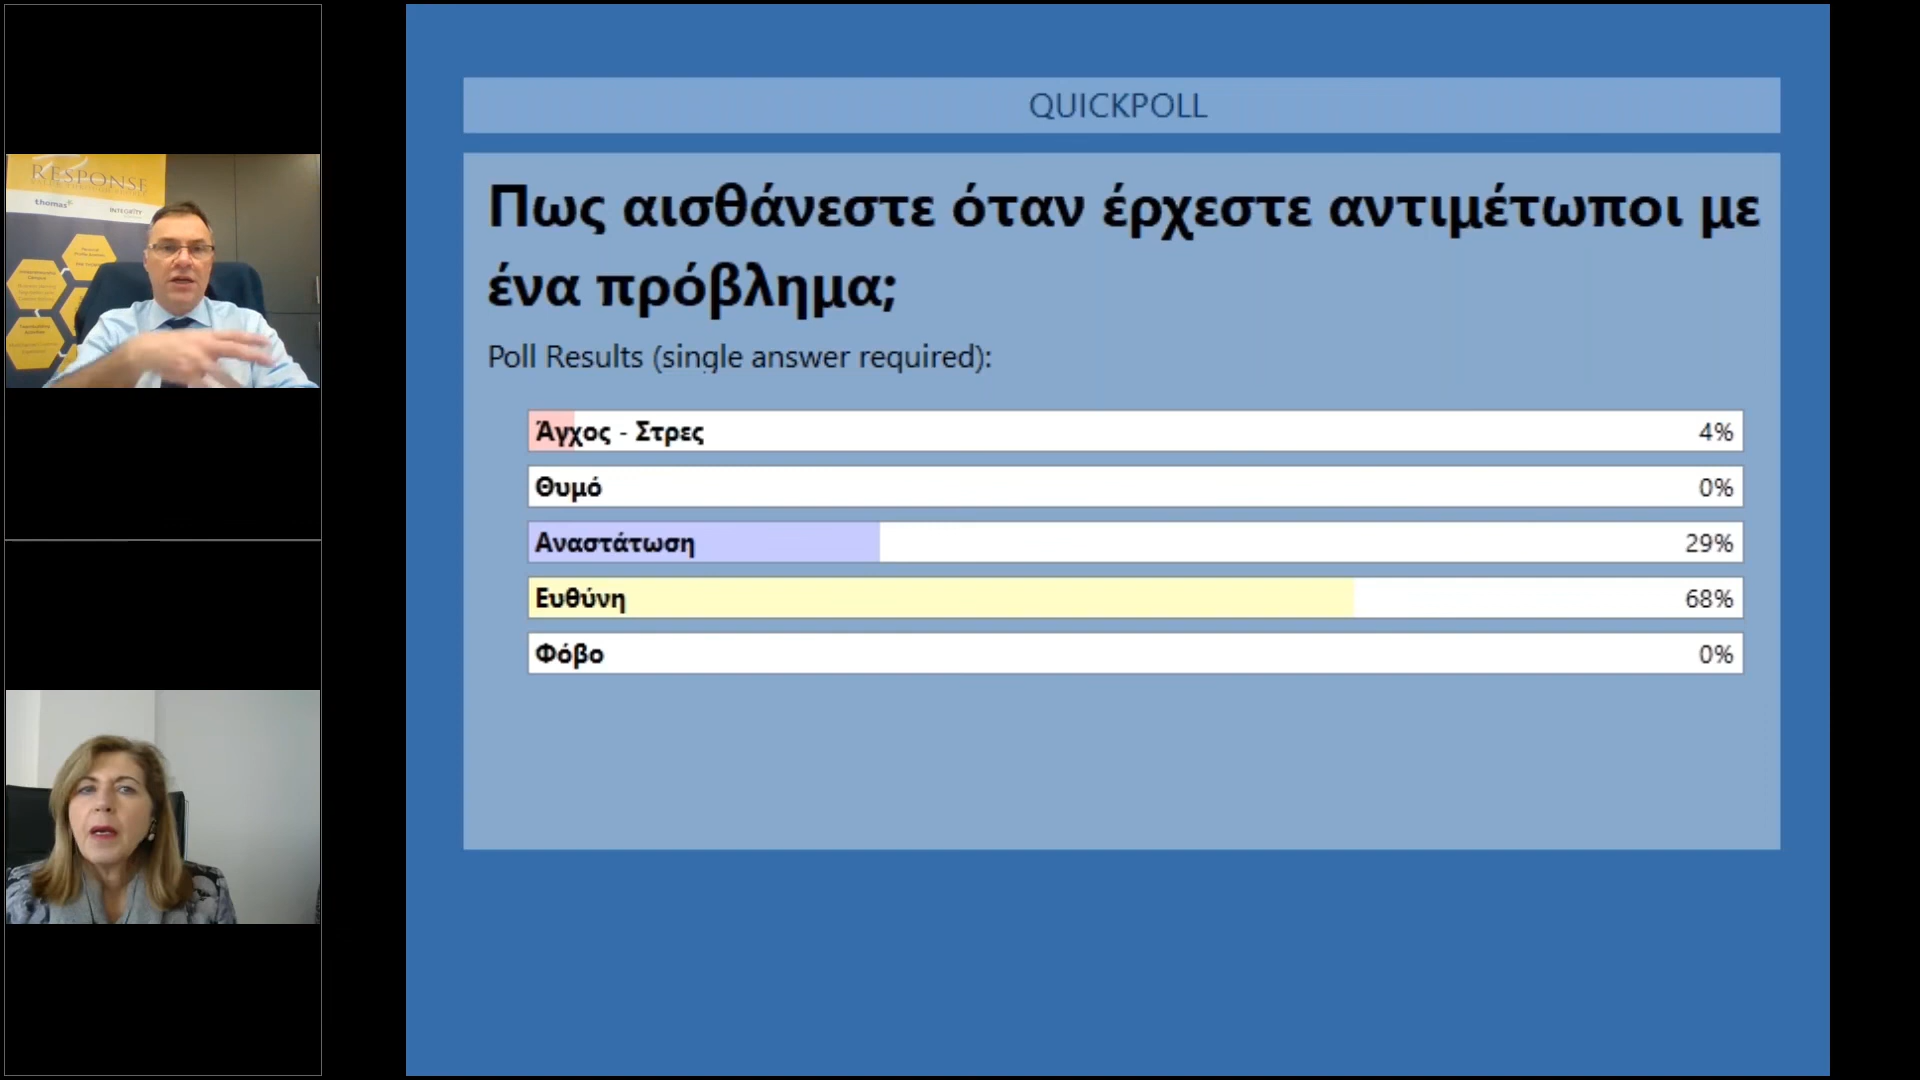 RESPONSE
thomas
INTEGRITY
QUICKPOLL
Πως αισθάνεστε όταν έρχεστε αντιμέτωποι με
ένα πρόβλημα;
Poll Results (single answer required):
Άγχος - Στρες 4%
Θυμό 0%
Αναστάτωση 29%
Ευθύνη 68%
Φόβο 0%